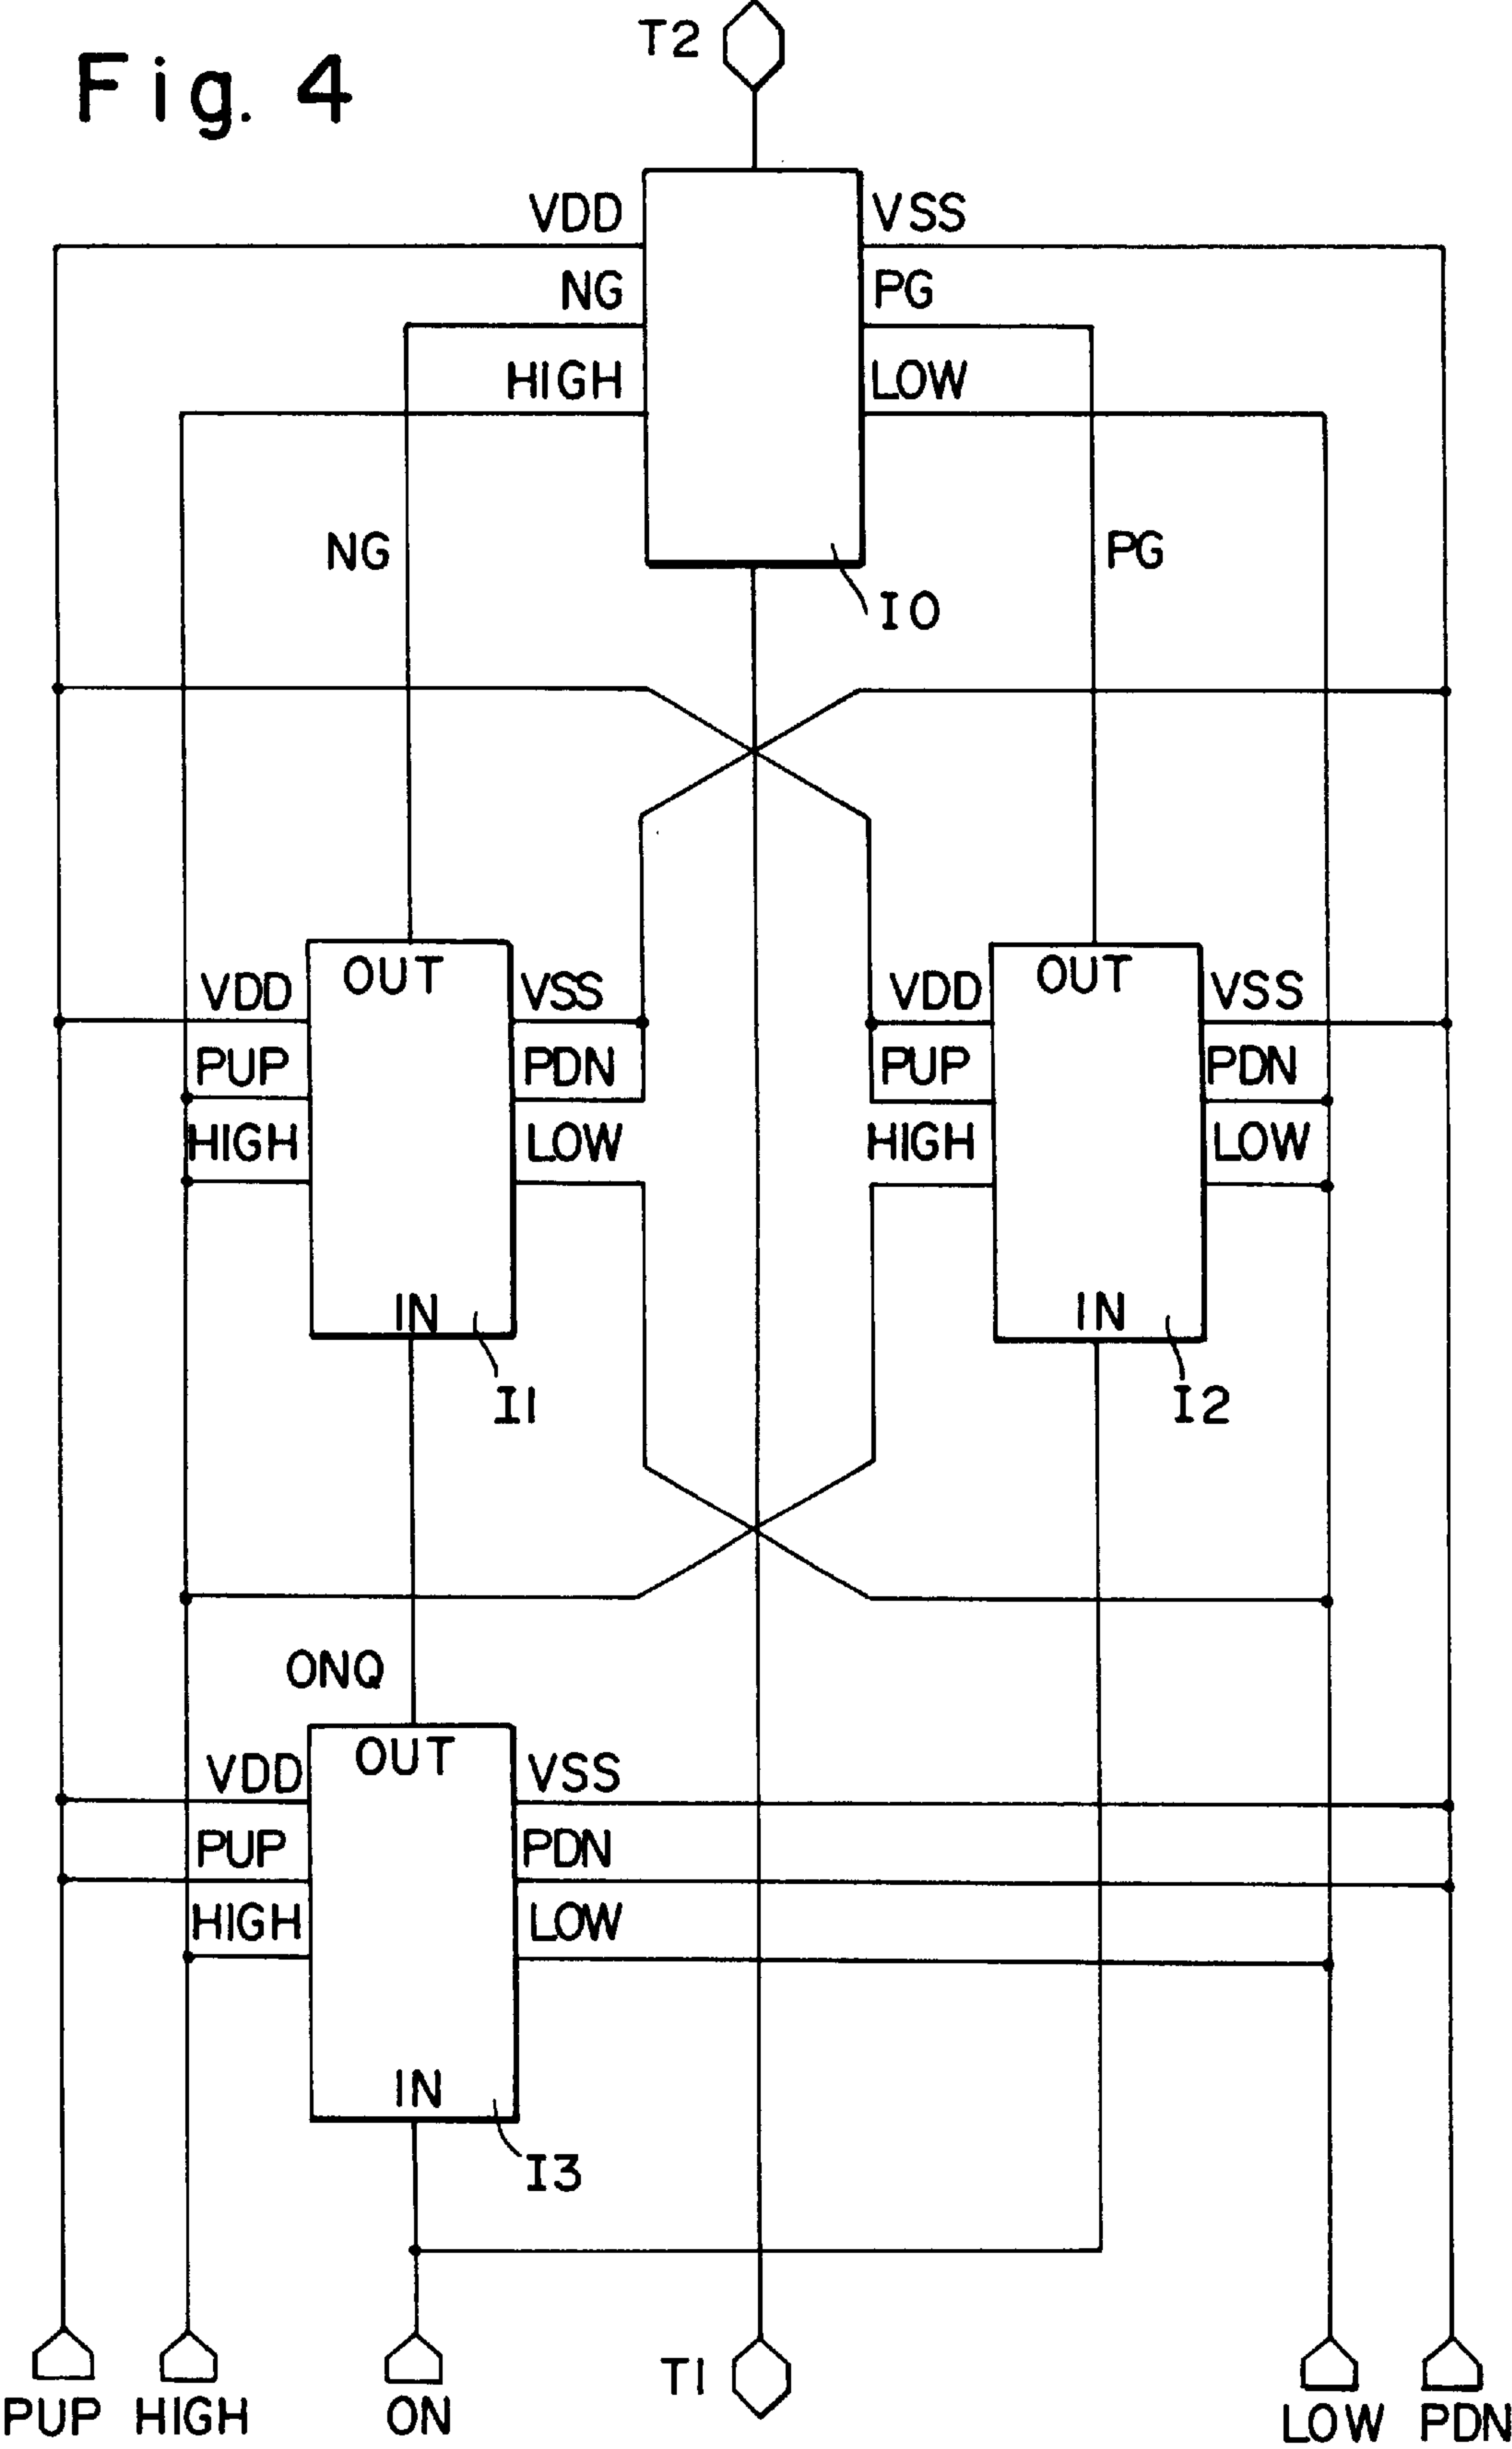 T2
Fig. 4
VDD VSS
NG PG
HIGH LOW
NG PG
I0
OUT OUT
VDD VSS VDD VSS
PUP PDN PUP PDN
HIGH LOW HIGH LOW
IN IN
I1 I2
ONQ
OUT
VDD VSS
PUP PDN
HIGH LOW
IN
I3
T1
PUP HIGH ON LOW PDN